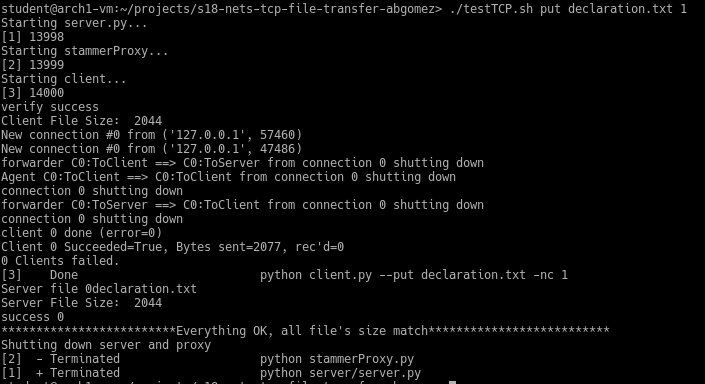 student@arch1-vm:~/projects/s18-nets-tcp-file-transfer-abgomez> ./testTCP.sh put declaration.txt 1
Starting server.py...
[1] 13998
Starting stammerProxy...
[2] 13999
Starting client...
[3] 14000
verify success
Client File Size:  2044
New connection #0 from ('127.0.0.1', 57460)
New connection #0 from ('127.0.0.1', 47486)
forwarder C0:ToClient ==> C0:ToServer from connection 0 shutting down
Agent C0:ToClient ==> C0:ToClient from connection 0 shutting down
connection 0 shutting down
forwarder C0:ToServer ==> C0:ToClient from connection 0 shutting down
connection 0 shutting down
client 0 done (error=0)
Client 0 Succeeded=True, Bytes sent=2077, rec'd=0
0 Clients failed.
[3]    Done                          python client.py --put declaration.txt -nc 1
Server file 0declaration.txt
Server File Size:  2044
success 0
*************************Everything OK, all file's size match**************************
Shutting down server and proxy
[2]  - Terminated                    python stammerProxy.py
[1]  + Terminated                    python server/server.py